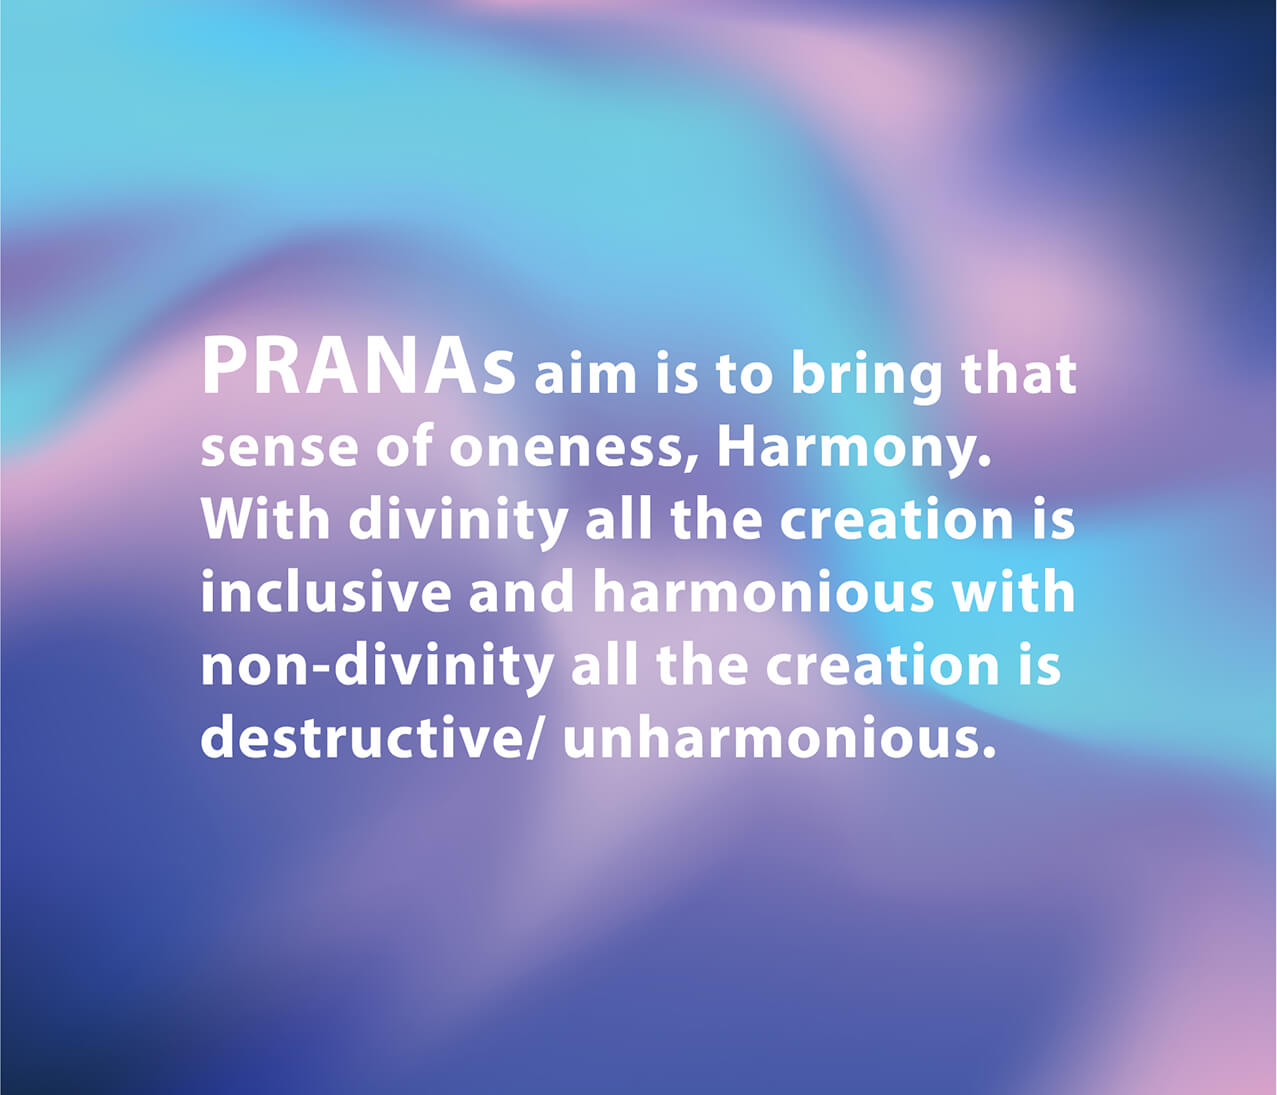 PRANAs aim is to bring that
sense of oneness, Harmony.
With divinity all the creation is
inclusive and harmonious with
non-divinity all the creation is
destructive/ unharmonious.